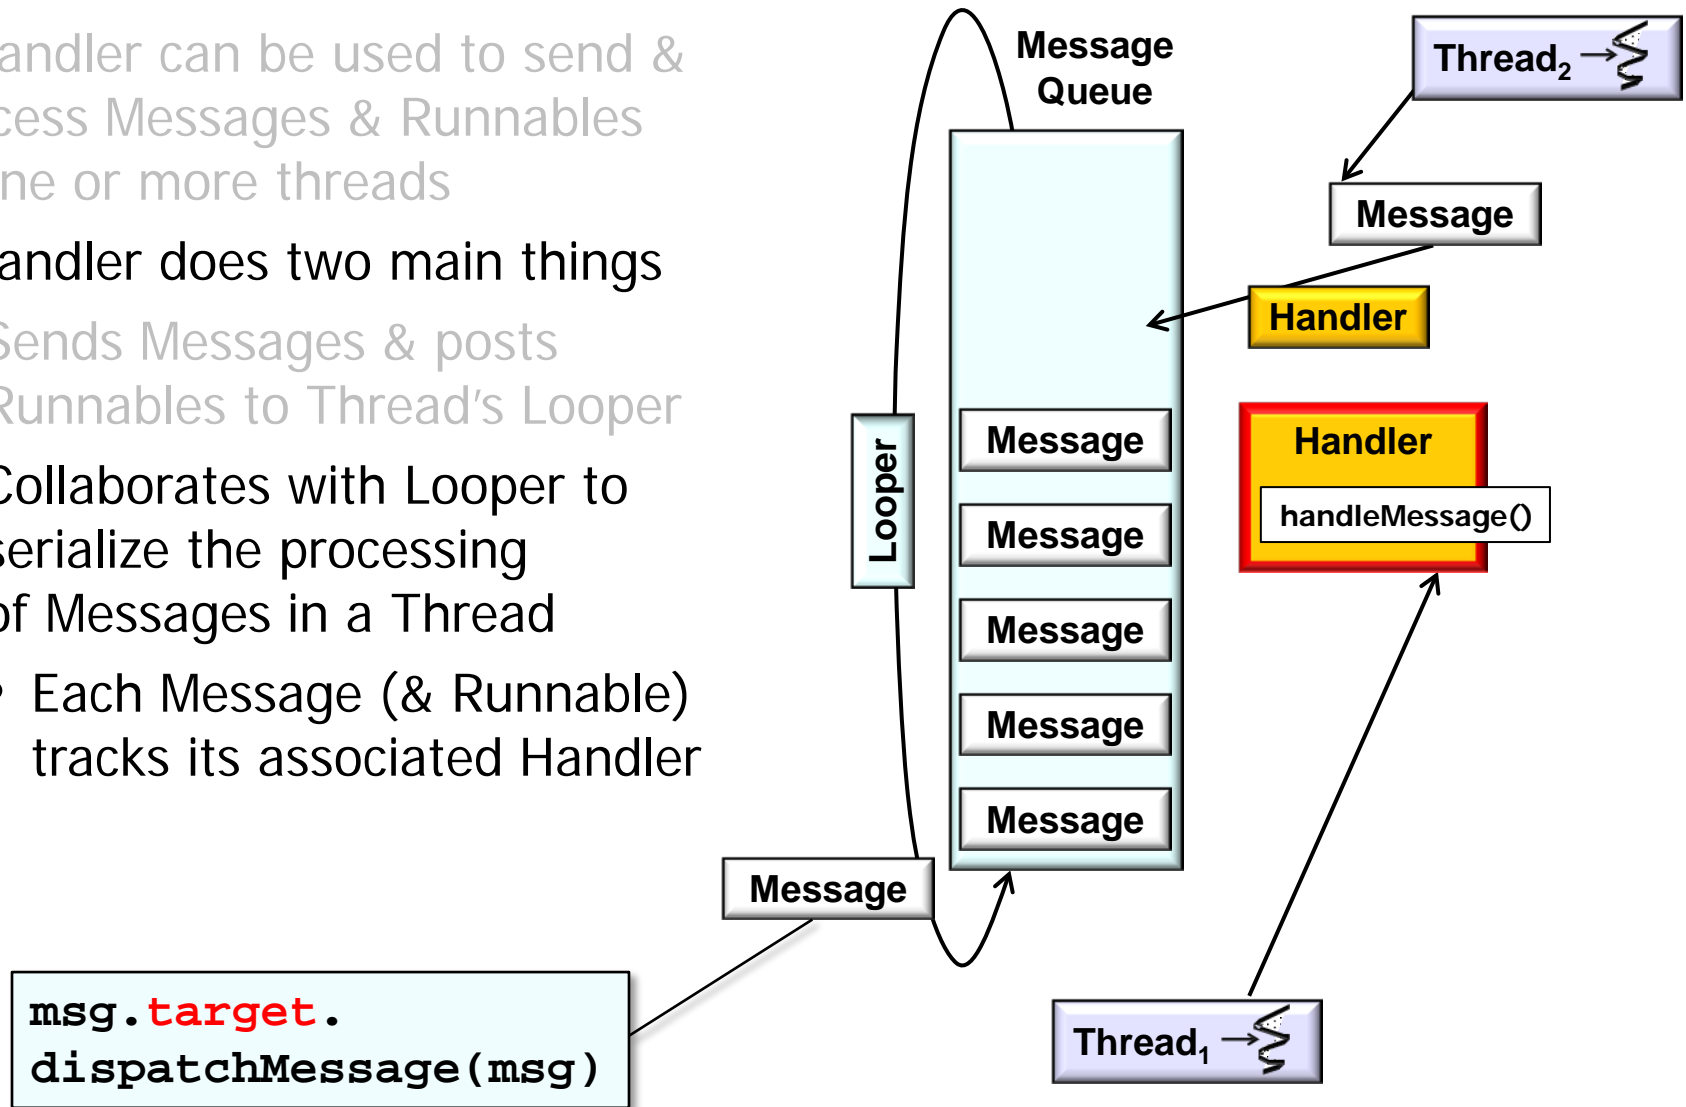 andler can be used to send &
cess Messages & Runnables
ne or more threads
andler does two main things
Sends Messages & posts
Runnables to Thread's Looper
Collaborates with Looper to
serialize the processing
of Messages in a Thread
• Each Message (& Runnable)
tracks its associated Handler
Message
Queue
Thread2
Message
Handler
Looper
Message
Message
Message
Message
Message
Handler
handleMessage()
Message
msg.target.
dispatchMessage(msg)
Thread1